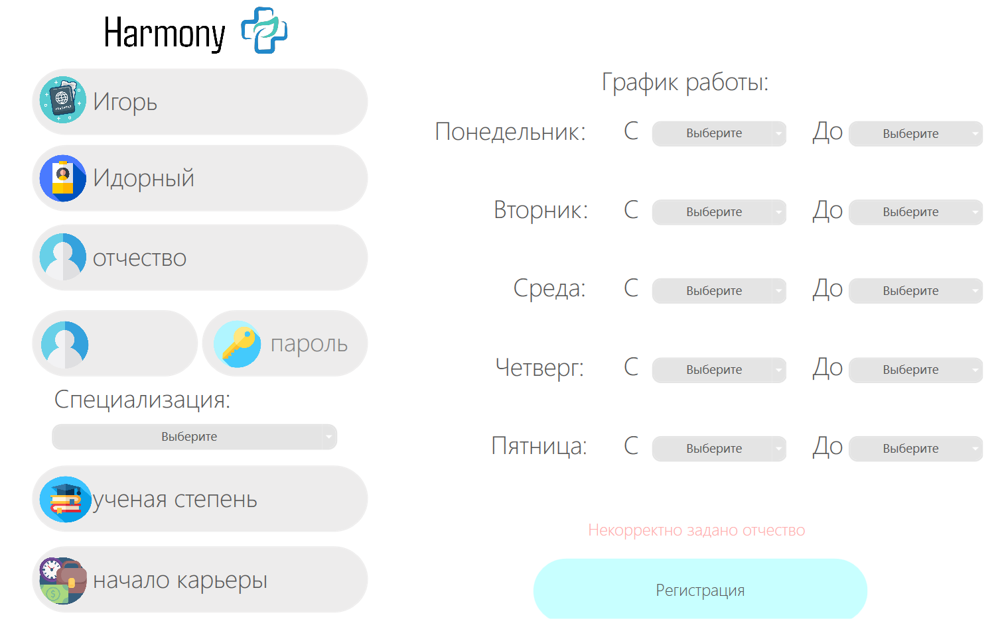 Harmony
Игорь
Идорный
отчество
пароль
Специализация:
Выберите
ученая степень
начало карьеры
График работы:
Понедельник: С Выберите До Выберите
Вторник: С Выберите До Выберите
Среда: С Выберите До Выберите
Четверг: С Выберите До Выберите
Пятница: С Выберите До Выберите
Некорректно задано отчество
Регистрация